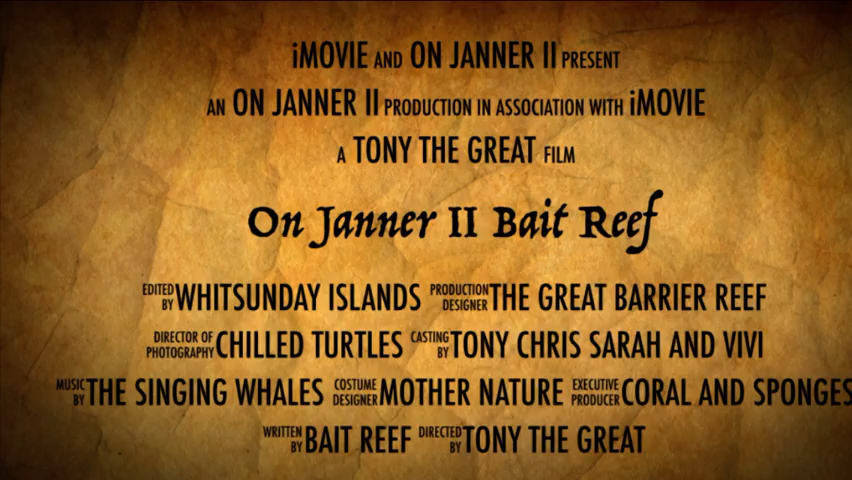 iMOVIE AND ON JANNER II PRESENT
AN ON JANNER II PRODUCTION IN ASSOCIATION WITH iMOVIE
A TONY THE GREAT FILM
On Janner II Bait Reef
EDITED BY WHITSUNDAY ISLANDS PRODUCTION DESIGNER THE GREAT BARRIER REEF
DIRECTOR OF PHOTOGRAPHY CHILLED TURTLES CASTING BY TONY CHRIS SARAH AND VIVI
MUSIC BY THE SINGING WHALES COSTUME DESIGNER MOTHER NATURE EXECUTIVE PRODUCER CORAL AND SPONGES
WRITTEN BY BAIT REEF DIRECTED BY TONY THE GREAT